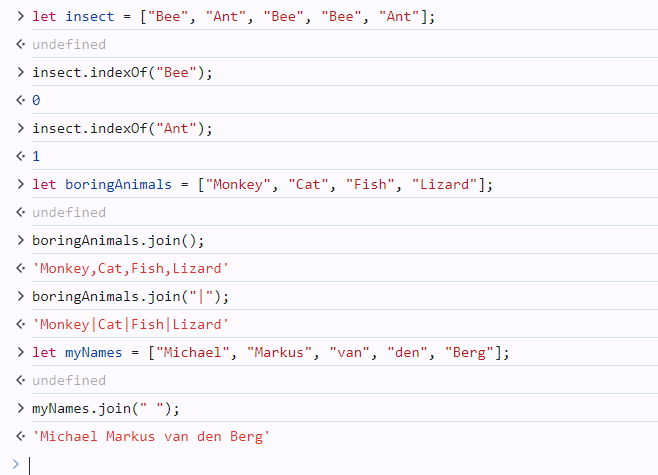 > let insect = ["Bee", "Ant", "Bee", "Bee", "Ant"];
undefined
> insect.indexOf("Bee");
0
> insect.indexOf("Ant");
1
> let boringAnimals = ["Monkey", "Cat", "Fish", "Lizard"];
undefined
> boringAnimals.join();
'Monkey,Cat,Fish,Lizard'
> boringAnimals.join("|");
'Monkey|Cat|Fish|Lizard'
> let myNames = ["Michael", "Markus", "van", "den", "Berg"];
undefined
> myNames.join(" ");
'Michael Markus van den Berg'
>